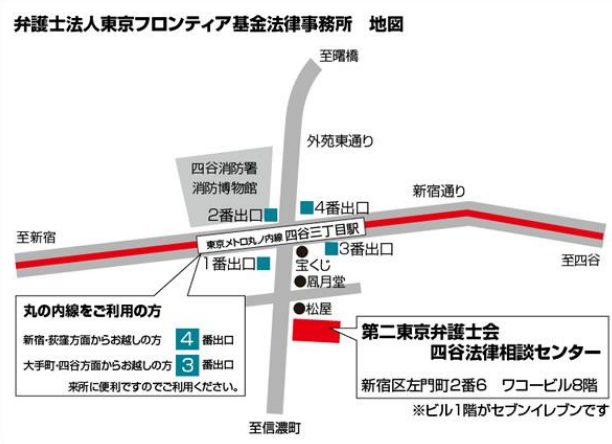 弁護士法人東京フロンティア基金法律事務所 地図
至曙橋
外苑東通り
四谷消防署
消防博物館
2番出口
4番出口
新宿通り
至新宿
東京メトロ丸ノ内線 四谷三丁目駅
1番出口
3番出口
宝くじ
至四谷
凮月堂
松屋
丸の内線をご利用の方
新宿・荻窪方面からお越しの方 4 番出口
大手町・四谷方面からお越しの方 3 番出口
来所に便利ですのでご利用ください。
第二東京弁護士会
四谷法律相談センター
新宿区左門町2番6 ワコービル8階
※ビル1階がセブンイレブンです
至信濃町